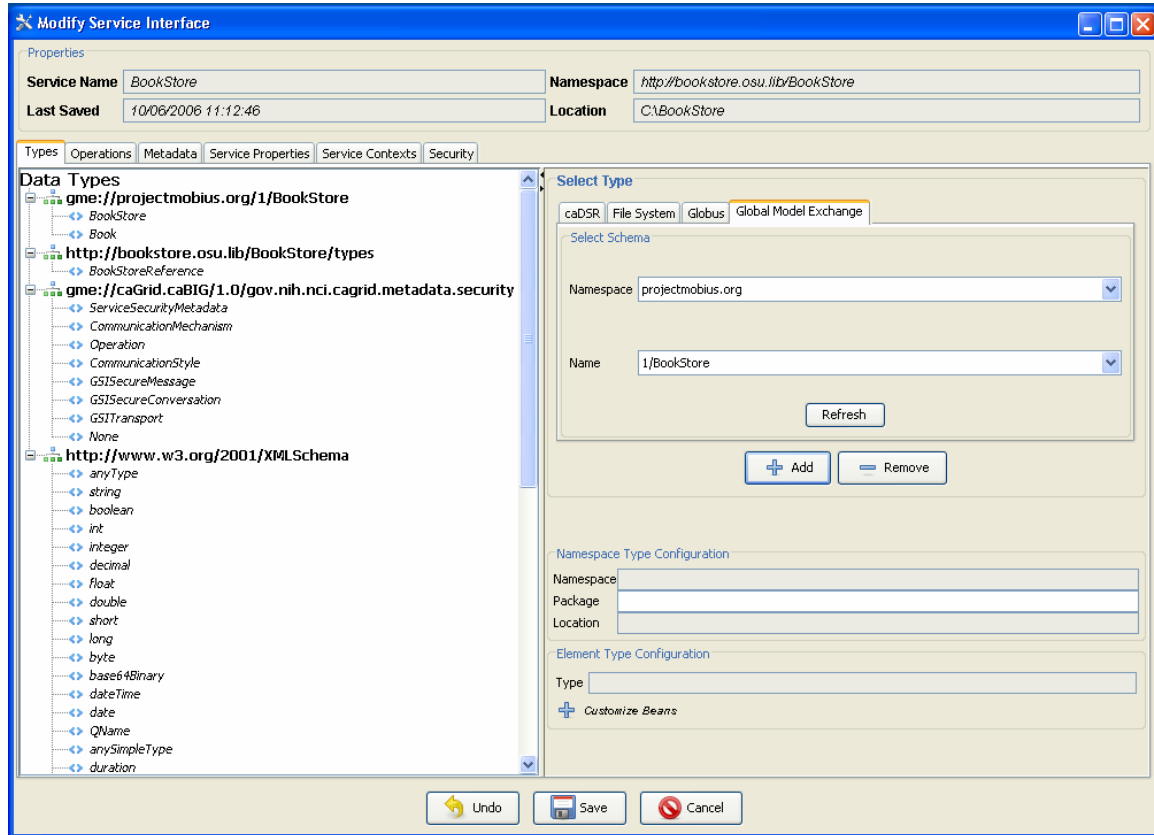 Modify Service Interface
Properties
Service Name BookStore Namespace http://bookstore.osu.lib/BookStore
Last Saved 10/06/2006 11:12:46 Location C:\BookStore
Types Operations Metadata Service Properties Service Contexts Security
Data Types
gme://projectmobius.org/1/BookStore
<> BookStore
<> Book
http://bookstore.osu.lib/BookStore/types
<> BookStoreReference
gme://caGrid.caBIG/1.0/gov.nih.nci.cagrid.metadata.security
<> ServiceSecurityMetadata
<> CommunicationMechanism
<> Operation
<> CommunicationStyle
<> GSISecureMessage
<> GSISecureConversation
<> GSITransport
<> None
http://www.w3.org/2001/XMLSchema
<> anyType
<> string
<> boolean
<> int
<> integer
<> decimal
<> float
<> double
<> short
<> long
<> byte
<> base64Binary
<> dateTime
<> date
<> QName
<> anySimpleType
<> duration
Select Type
caDSR File System Globus Global Model Exchange
Select Schema
Namespace projectmobius.org
Name 1/BookStore
Refresh
Add Remove
Namespace Type Configuration
Namespace
Package
Location
Element Type Configuration
Type
Customize Beans
Undo Save Cancel